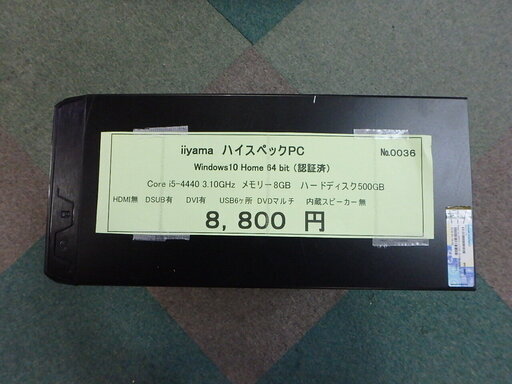 iiyama ハイスペックPC
№0036
Windows10 Home 64 bit (認証済)
Core i5-4440 3.10GHz メモリー8GB ハードディスク500GB
HDMI無 DSUB有 DVI有 USB6ヶ所 DVDマルチ 内蔵スピーカー無
8,800 円